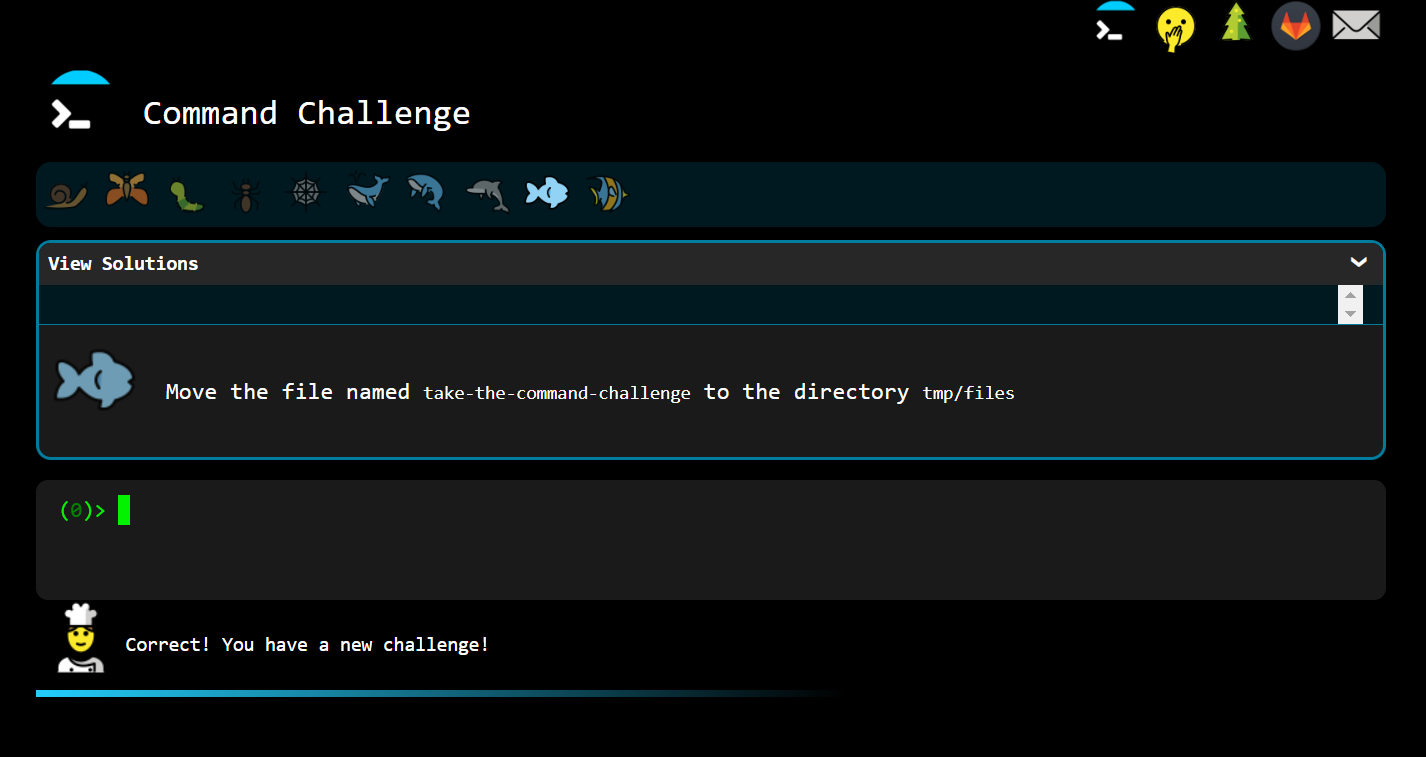 Command Challenge
View Solutions
Move the file named take-the-command-challenge to the directory tmp/files
(0)>
Correct! You have a new challenge!